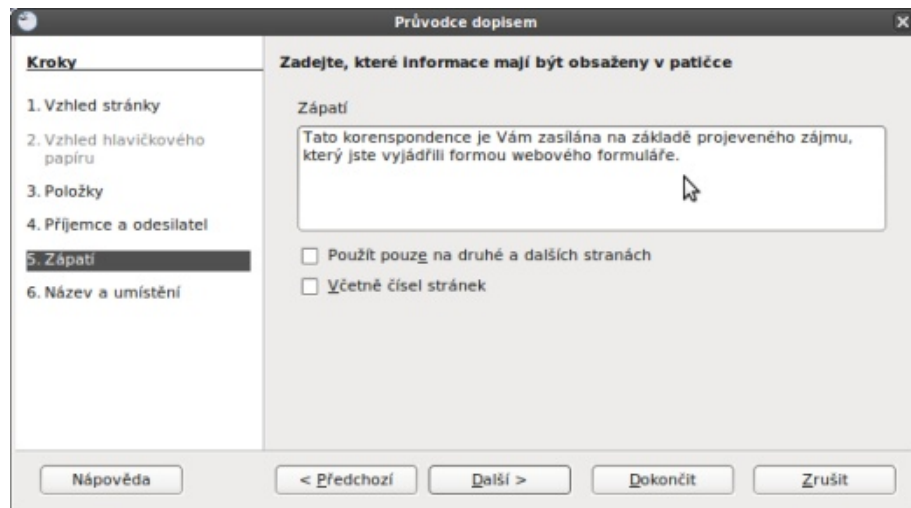 Průvodce dopisem
Kroky
1. Vzhled stránky
2. Vzhled hlavičkového
papíru
3. Položky
4. Příjemce a odesilatel
5. Zápatí
6. Název a umístění
Zadejte, které informace mají být obsaženy v patičce
Zápatí
Tato korenspondence je Vám zasílána na základě projeveného zájmu,
který jste vyjádřili formou webového formuláře.
Použít pouze na druhé a dalších stranách
Včetně čísel stránek
Nápověda
< Předchozí
Další >
Dokončit
Zrušit